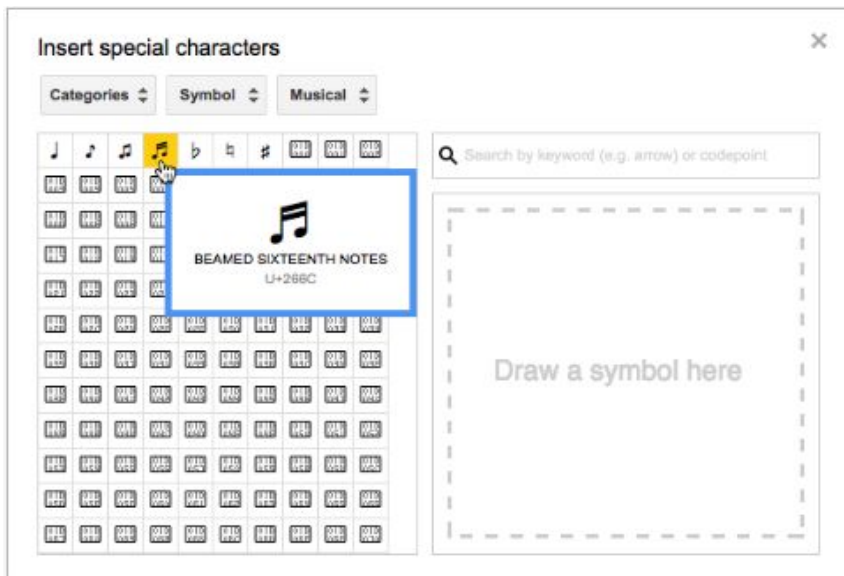 Insert special characters
Categories Symbol Musical
♩ ♪ ♫ ♬ ♭ ♮ ♯
Search by keyword (e.g. arrow) or codepoint
♬
BEAMED SIXTEENTH NOTES
U+266C
Draw a symbol here